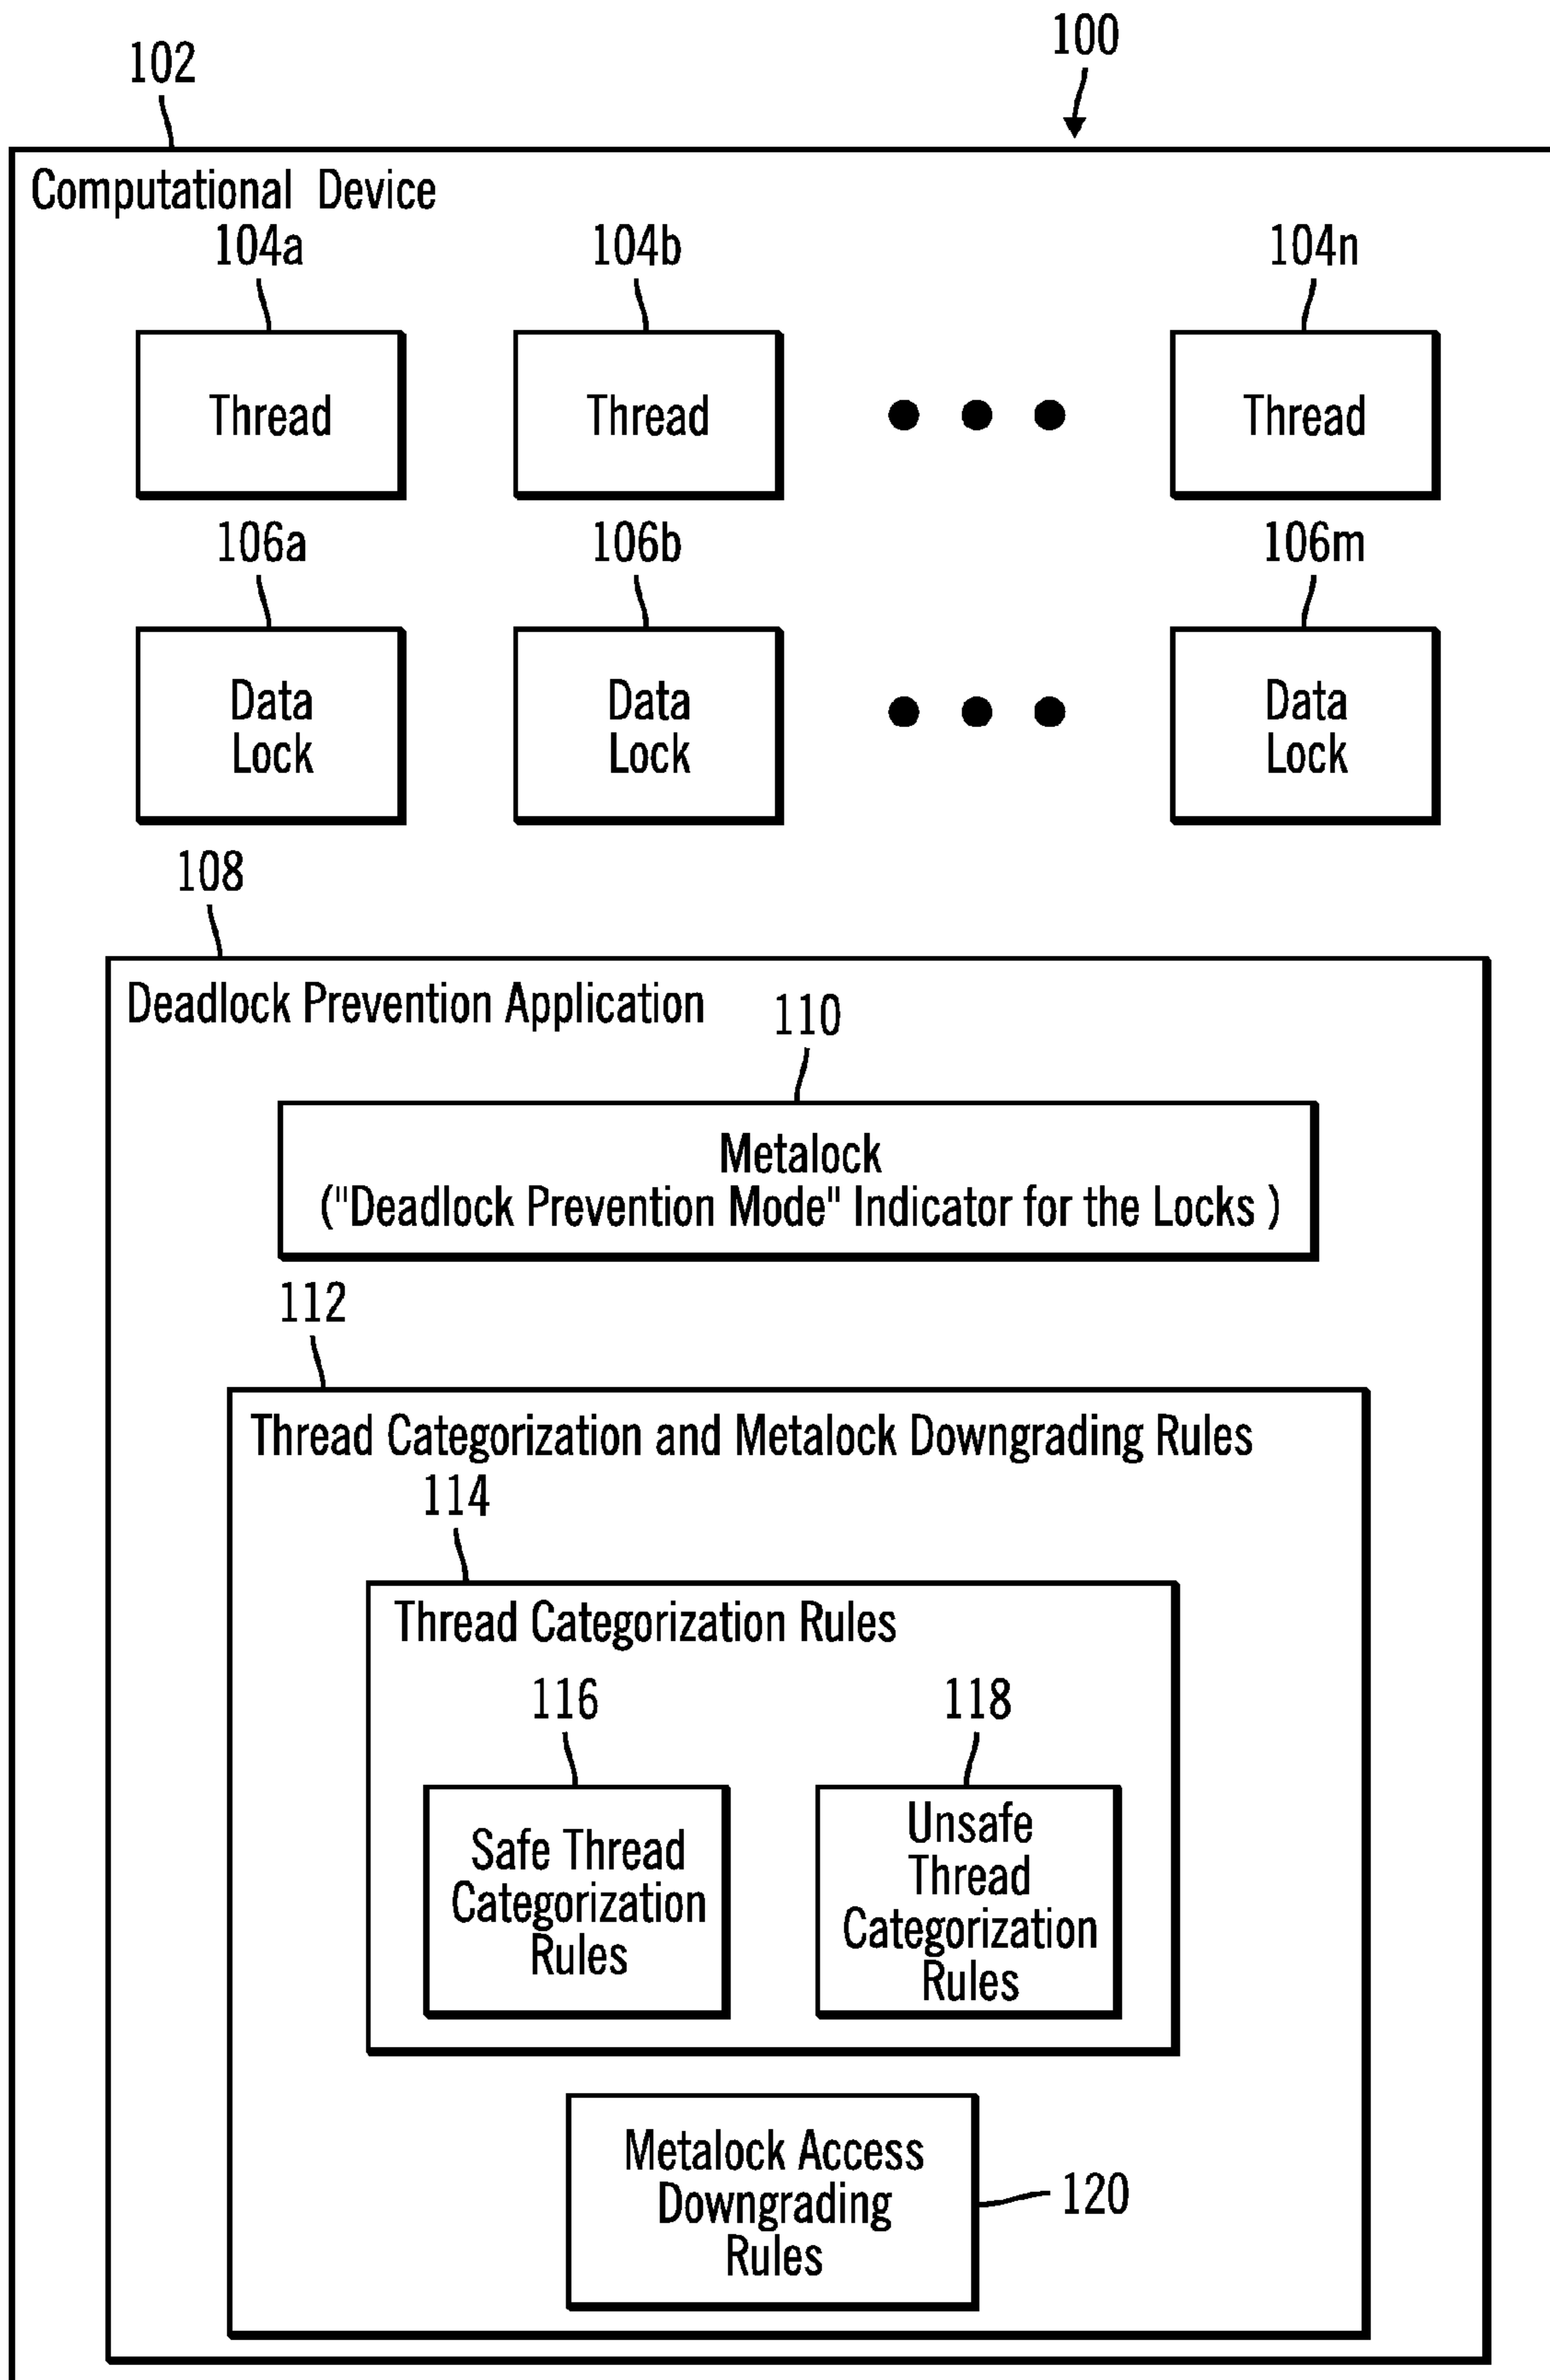 100
102
Computational Device
104a
104b
104n
Thread
Thread
Thread
106a
106b
106m
Data
Lock
Data
Lock
Data
Lock
108
Deadlock Prevention Application
110
Metalock
("Deadlock Prevention Mode" Indicator for the Locks )
112
Thread Categorization and Metalock Downgrading Rules
114
Thread Categorization Rules
116
118
Safe Thread
Categorization
Rules
Unsafe
Thread
Categorization
Rules
Metalock Access
Downgrading
Rules
120